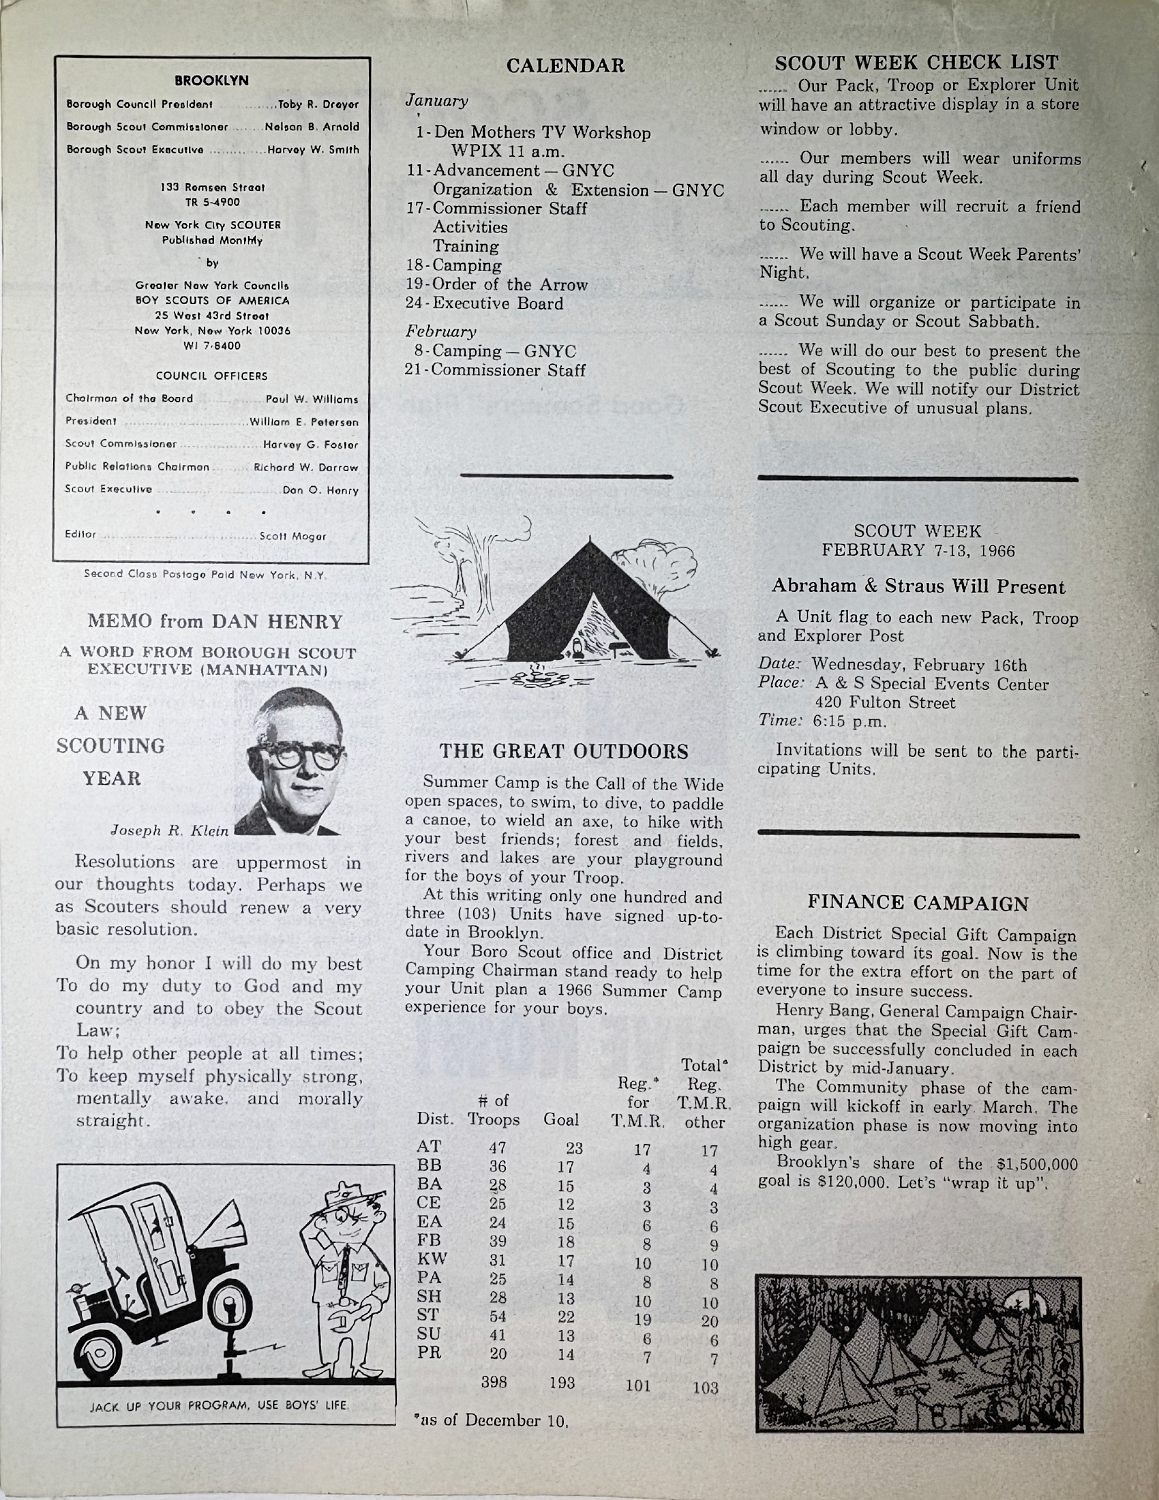 BROOKLYN
Borough Council President ..........Toby R. Dreyer
Borough Scout Commissioner ...... Nelson B. Arnold
Borough Scout Executive ............Harvey W. Smith
133 Remsen Street
TR 5-4900
New York City SCOUTER
Published Monthly
by
Greater New York Councils
BOY SCOUTS OF AMERICA
25 West 43rd Street
New York, New York 10036
WI 7-8400
COUNCIL OFFICERS
Chairman of the Board Paul W. Williams
President ..............................William E. Petersen
Scout Commissioner .................. Harvey G. Foster
Public Relations Chairman ...... Richard W. Darrow
Scout Executive ........................Dan O. Henry
* * * *
Editor ....................................Scott Moger
Second Class Postage Paid New York, N.Y.
MEMO from DAN HENRY
A WORD FROM BOROUGH SCOUT
EXECUTIVE (MANHATTAN)
A NEW
SCOUTING
YEAR
Joseph R. Klein
Resolutions are uppermost in
our thoughts today. Perhaps we
as Scouters should renew a very
basic resolution.
On my honor I will do my best
To do my duty to God and my
country and to obey the Scout
Law;
To help other people at all times;
To keep myself physically strong,
mentally awake, and morally
straight.
JACK UP YOUR PROGRAM, USE BOYS' LIFE.
CALENDAR
January
1-Den Mothers TV Workshop
WPIX 11 a.m.
11-Advancement — GNYC
Organization & Extension — GNYC
17-Commissioner Staff
Activities
Training
18-Camping
19-Order of the Arrow
24-Executive Board
February
8-Camping — GNYC
21-Commissioner Staff
THE GREAT OUTDOORS
Summer Camp is the Call of the Wide
open spaces, to swim, to dive, to paddle
a canoe, to wield an axe, to hike with
your best friends; forest and fields,
rivers and lakes are your playground
for the boys of your Troop.
At this writing only one hundred and
three (103) Units have signed up-to-
date in Brooklyn.
Your Boro Scout office and District
Camping Chairman stand ready to help
your Unit plan a 1966 Summer Camp
experience for your boys.
Total*
Reg.* Reg.
# of for T.M.R.
Dist. Troops Goal T.M.R. other
AT 47 23 17 17
BB 36 17 4 4
BA 28 15 3 4
CE 25 12 3 3
EA 24 15 6 6
FB 39 18 8 9
KW 31 17 10 10
PA 25 14 8 8
SH 28 13 10 10
ST 54 22 19 20
SU 41 13 6 6
PR 20 14 7 7
398 193 101 103
*as of December 10.
SCOUT WEEK CHECK LIST
...... Our Pack, Troop or Explorer Unit
will have an attractive display in a store
window or lobby.
...... Our members will wear uniforms
all day during Scout Week.
...... Each member will recruit a friend
to Scouting.
...... We will have a Scout Week Parents'
Night.
...... We will organize or participate in
a Scout Sunday or Scout Sabbath.
...... We will do our best to present the
best of Scouting to the public during
Scout Week. We will notify our District
Scout Executive of unusual plans.
SCOUT WEEK
FEBRUARY 7-13, 1966
Abraham & Straus Will Present
A Unit flag to each new Pack, Troop
and Explorer Post
Date: Wednesday, February 16th
Place: A & S Special Events Center
420 Fulton Street
Time: 6:15 p.m.
Invitations will be sent to the parti-
cipating Units.
FINANCE CAMPAIGN
Each District Special Gift Campaign
is climbing toward its goal. Now is the
time for the extra effort on the part of
everyone to insure success.
Henry Bang, General Campaign Chair-
man, urges that the Special Gift Cam-
paign be successfully concluded in each
District by mid-January.
The Community phase of the cam-
paign will kickoff in early March. The
organization phase is now moving into
high gear.
Brooklyn's share of the $1,500,000
goal is $120,000. Let's "wrap it up".